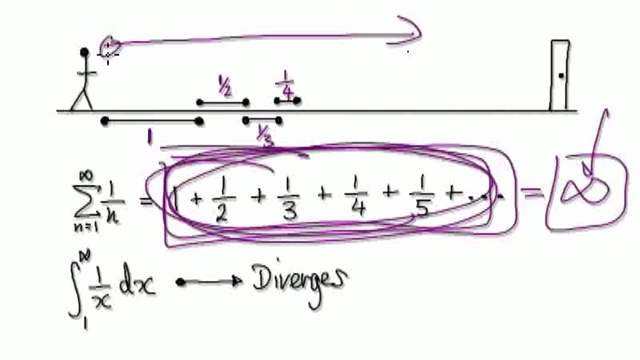 1/2 1/4
1 1/3
∞ ∑ n=1 1/n = 1 + 1/2 + 1/3 + 1/4 + 1/5 + ... = ∞
∫ 1 ∞ 1/x dx → Diverges